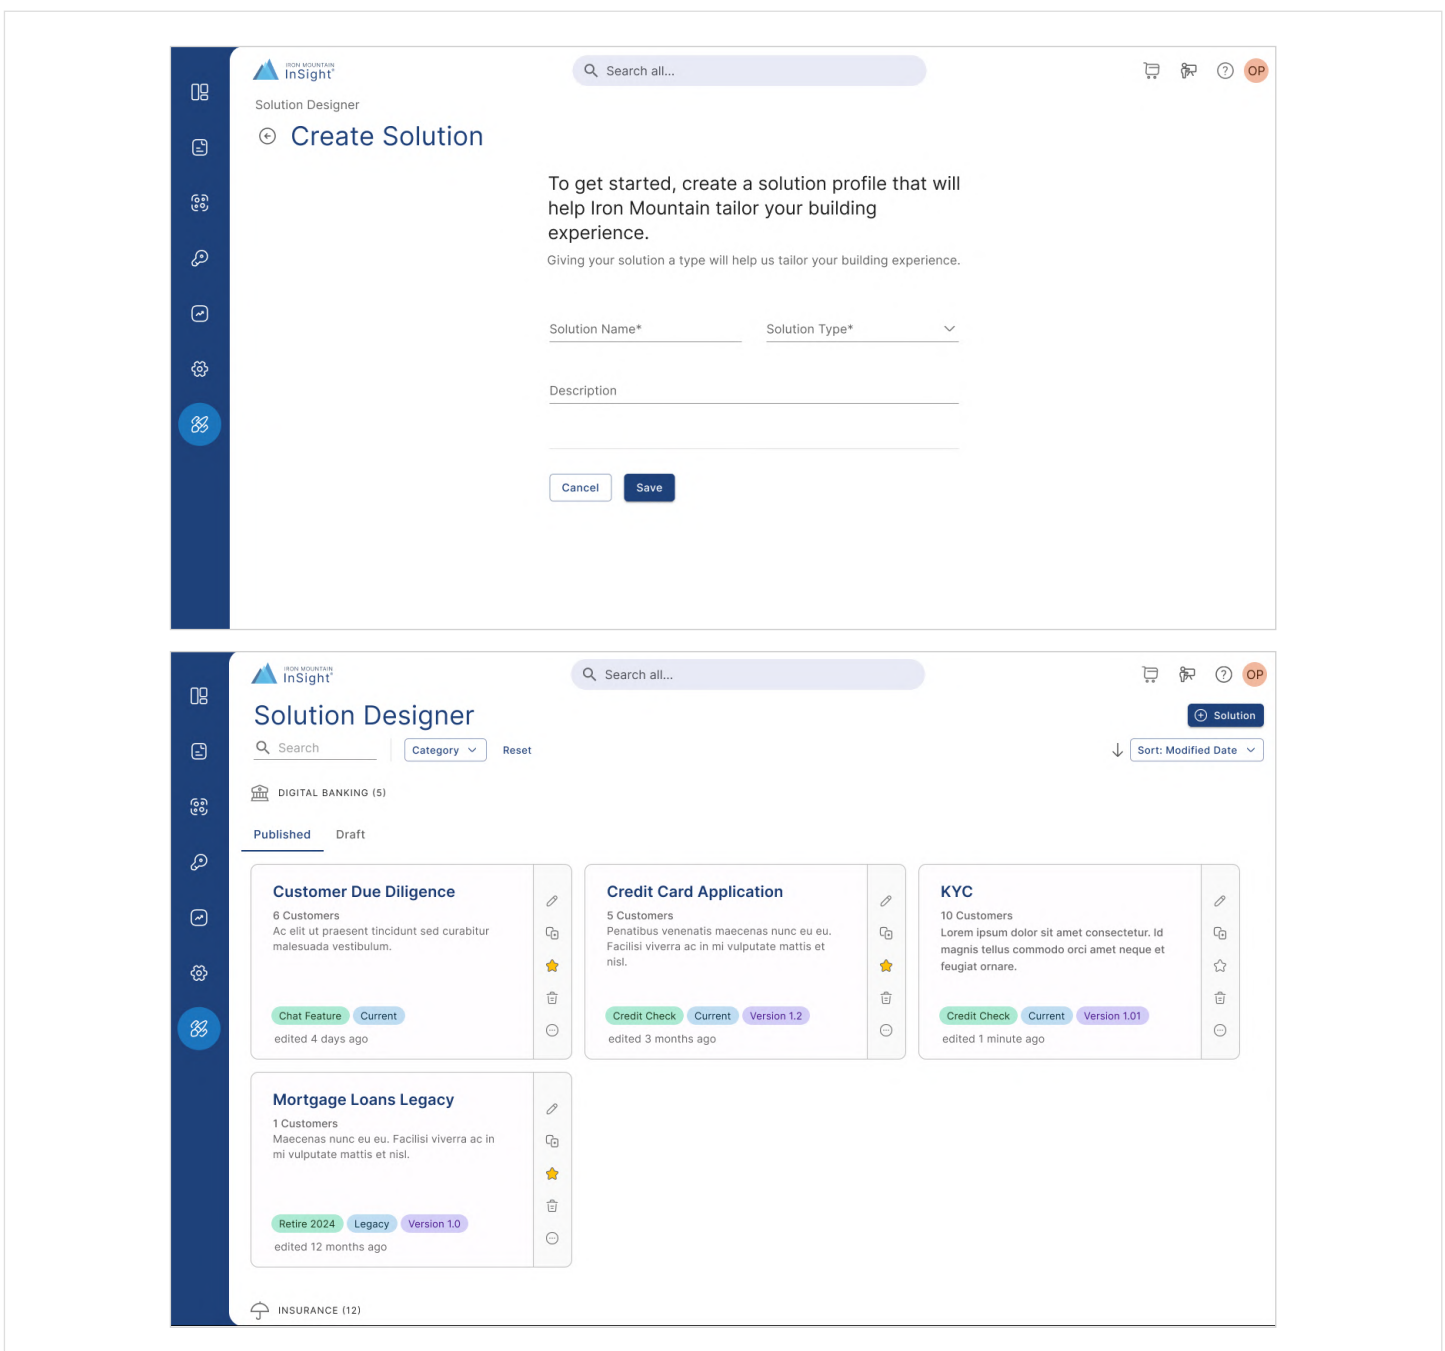 IRON MOUNTAIN
InSight®
Search all...
OP
Solution Designer
Create Solution
To get started, create a solution profile that will
help Iron Mountain tailor your building
experience.
Giving your solution a type will help us tailor your building experience.
Solution Name*
Solution Type*
Description
Cancel
Save
IRON MOUNTAIN
InSight®
Search all...
OP
Solution Designer
Solution
Search
Category
Reset
Sort: Modified Date
DIGITAL BANKING (5)
Published
Draft
Customer Due Diligence
6 Customers
Ac elit ut praesent tincidunt sed curabitur
malesuada vestibulum.
Chat Feature
Current
edited 4 days ago
Credit Card Application
5 Customers
Penatibus venenatis maecenas nunc eu eu.
Facilisi viverra ac in mi vulputate mattis et
nisl.
Credit Check
Current
Version 1.2
edited 3 months ago
KYC
10 Customers
Lorem ipsum dolor sit amet consectetur. Id
magnis tellus commodo orci amet neque et
feugiat ornare.
Credit Check
Current
Version 1.01
edited 1 minute ago
Mortgage Loans Legacy
1 Customers
Maecenas nunc eu eu. Facilisi viverra ac in
mi vulputate mattis et nisl.
Retire 2024
Legacy
Version 1.0
edited 12 months ago
INSURANCE (12)